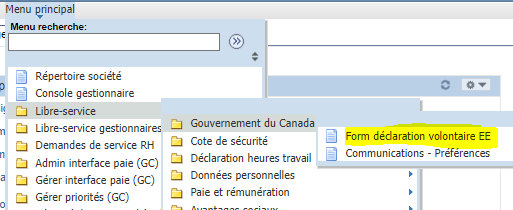 Menu principal
Menu recherche:
Répertoire société
Console gestionnaire
Libre-service
Libre-service gestionnaires
Demandes de service RH
Admin interface paie (GC)
Gérer interface paie (GC)
Gérer priorités (GC)
Gouvernement du Canada
Cote de sécurité
Déclaration heures travail
Données personnelles
Paie et rémunération
Avantages sociaux
Form déclaration volontaire EE
Communications - Préférences